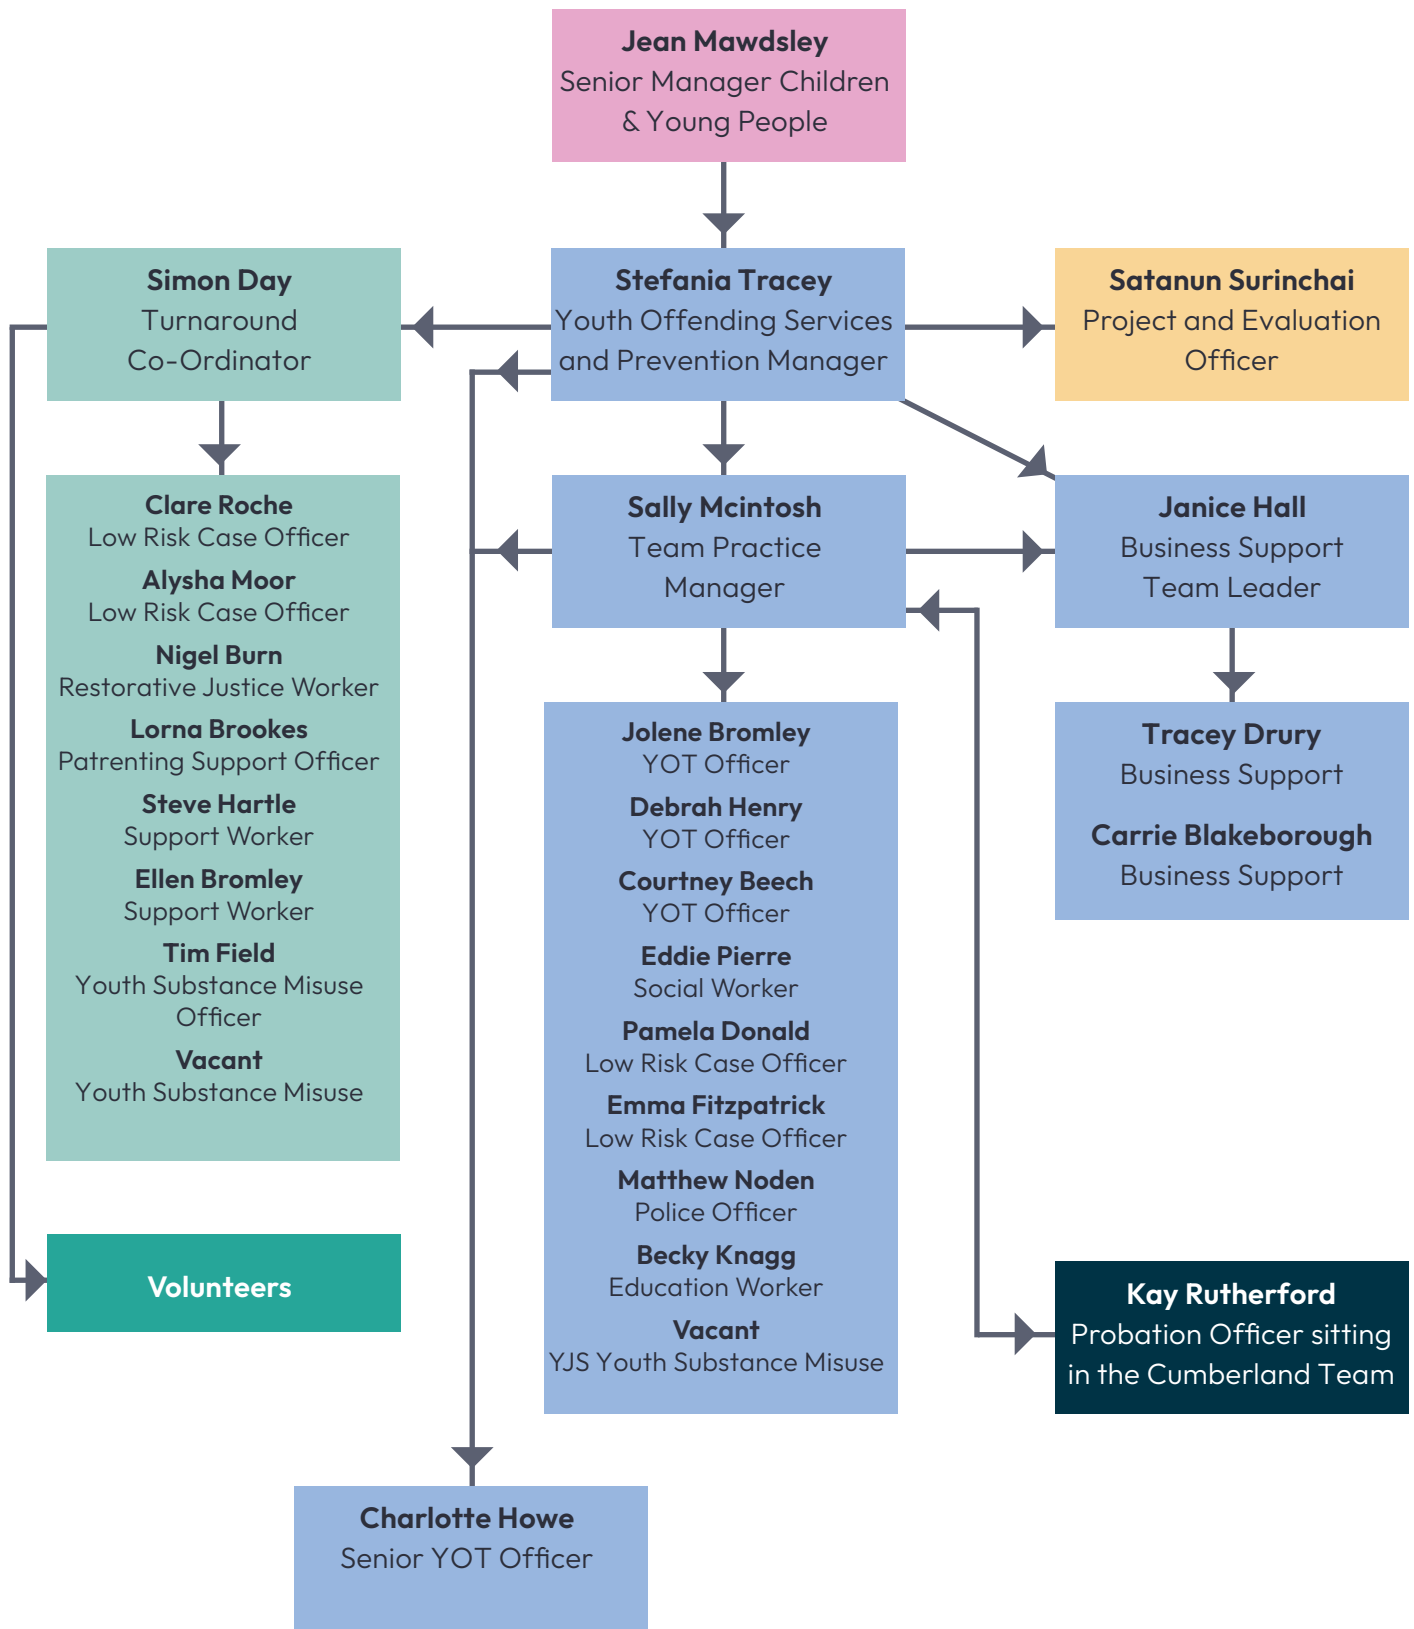 Jean Mawdsley
Senior Manager Children
& Young People
Simon Day
Turnaround
Co-Ordinator
Stefania Tracey
Youth Offending Services
and Prevention Manager
Satanun Surinchai
Project and Evaluation
Officer
Clare Roche
Low Risk Case Officer
Alysha Moor
Low Risk Case Officer
Nigel Burn
Restorative Justice Worker
Lorna Brookes
Patrenting Support Officer
Steve Hartle
Support Worker
Ellen Bromley
Support Worker
Tim Field
Youth Substance Misuse
Officer
Vacant
Youth Substance Misuse
Sally Mcintosh
Team Practice
Manager
Janice Hall
Business Support
Team Leader
Jolene Bromley
YOT Officer
Debrah Henry
YOT Officer
Courtney Beech
YOT Officer
Eddie Pierre
Social Worker
Pamela Donald
Low Risk Case Officer
Emma Fitzpatrick
Low Risk Case Officer
Matthew Noden
Police Officer
Becky Knagg
Education Worker
Vacant
YJS Youth Substance Misuse
Tracey Drury
Business Support
Carrie Blakeborough
Business Support
Volunteers
Kay Rutherford
Probation Officer sitting
in the Cumberland Team
Charlotte Howe
Senior YOT Officer